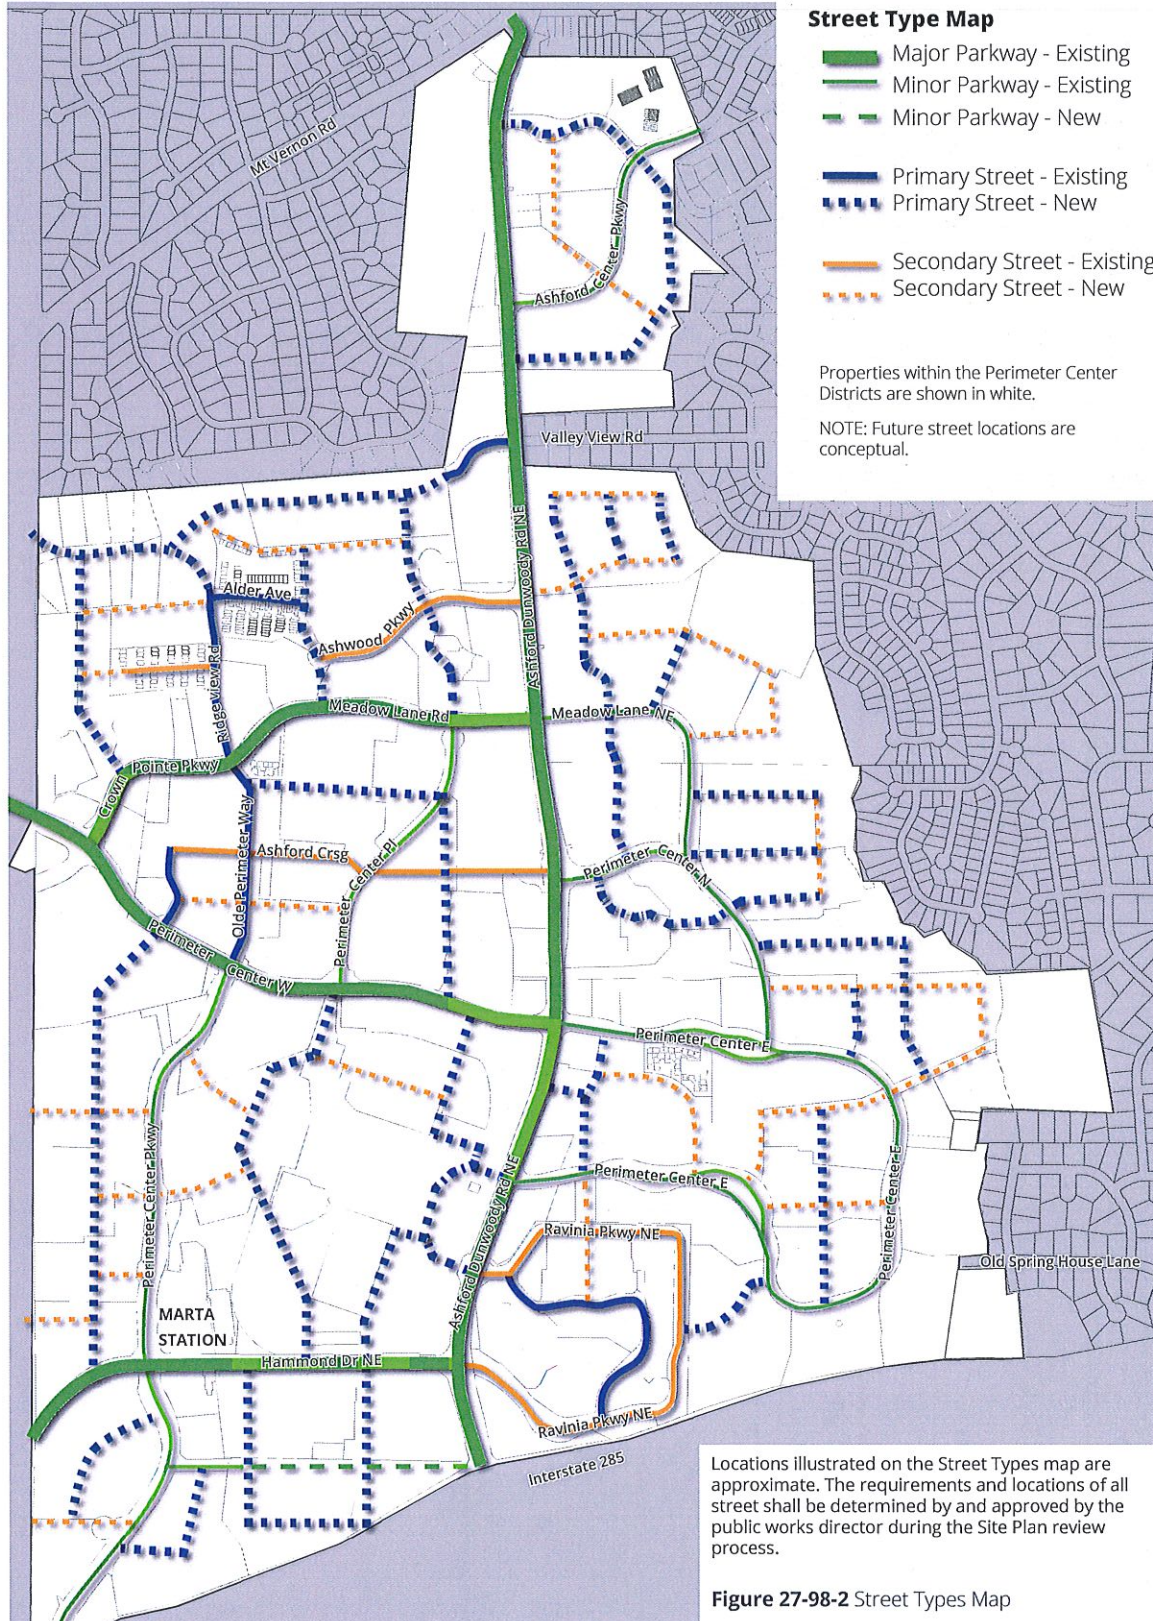 Street Type Map
Major Parkway - Existing
Minor Parkway - Existing
Minor Parkway - New
Primary Street - Existing
Primary Street - New
Secondary Street - Existing
Secondary Street - New
Properties within the Perimeter Center
Districts are shown in white.
NOTE: Future street locations are
conceptual.
Mt Vernon Rd
Ashford Center Pkwy
Valley View Rd
Ashford Dunwoody Rd NE
Alder Ave
Ashwood Pkwy
Ridgeview Rd
Meadow Lane Rd
Meadow Lane NE
Crown Pointe Pkwy
Olde Perimeter Way
Ashford Crsg
Perimeter Center Pl
Perimeter Center N
Perimeter Center W
Perimeter Center E
Perimeter Center Pkwy
Perimeter Center E
Perimeter Center E
Ashford Dunwoody Rd NE
Ravinia Pkwy NE
Old Spring House Lane
MARTA
STATION
Hammond Dr NE
Ravinia Pkwy NE
Interstate 285
Locations illustrated on the Street Types map are
approximate. The requirements and locations of all
street shall be determined by and approved by the
public works director during the Site Plan review
process.
Figure 27-98-2 Street Types Map